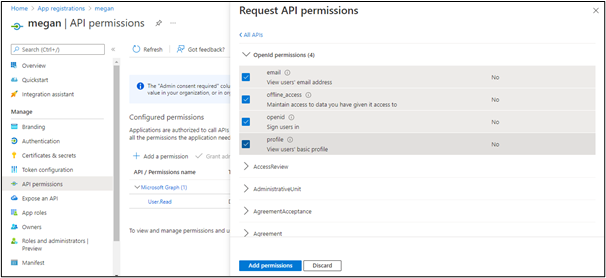 Home > App registrations > megan
megan | API permissions
Search (Ctrl+/)
Overview
Quickstart
Integration assistant
Manage
Branding
Authentication
Certificates & secrets
Token configuration
API permissions
Expose an API
App roles
Owners
Roles and administrators |
Preview
Manifest
Refresh
Got feedback?
The "Admin consent required" colu
value in your organization, or in or
Configured permissions
Applications are authorized to call APIs
all the permissions the application need
+ Add a permission
Grant ad
API / Permissions name
Microsoft Graph (1)
User.Read
To view and manage permissions and u
Request API permissions
< All APIs
OpenId permissions (4)
email
View users' email address
No
offline_access
Maintain access to data you have given it access to
No
openid
Sign users in
No
profile
View users' basic profile
No
AccessReview
AdministrativeUnit
AgreementAcceptance
Agreement
Add permissions
Discard